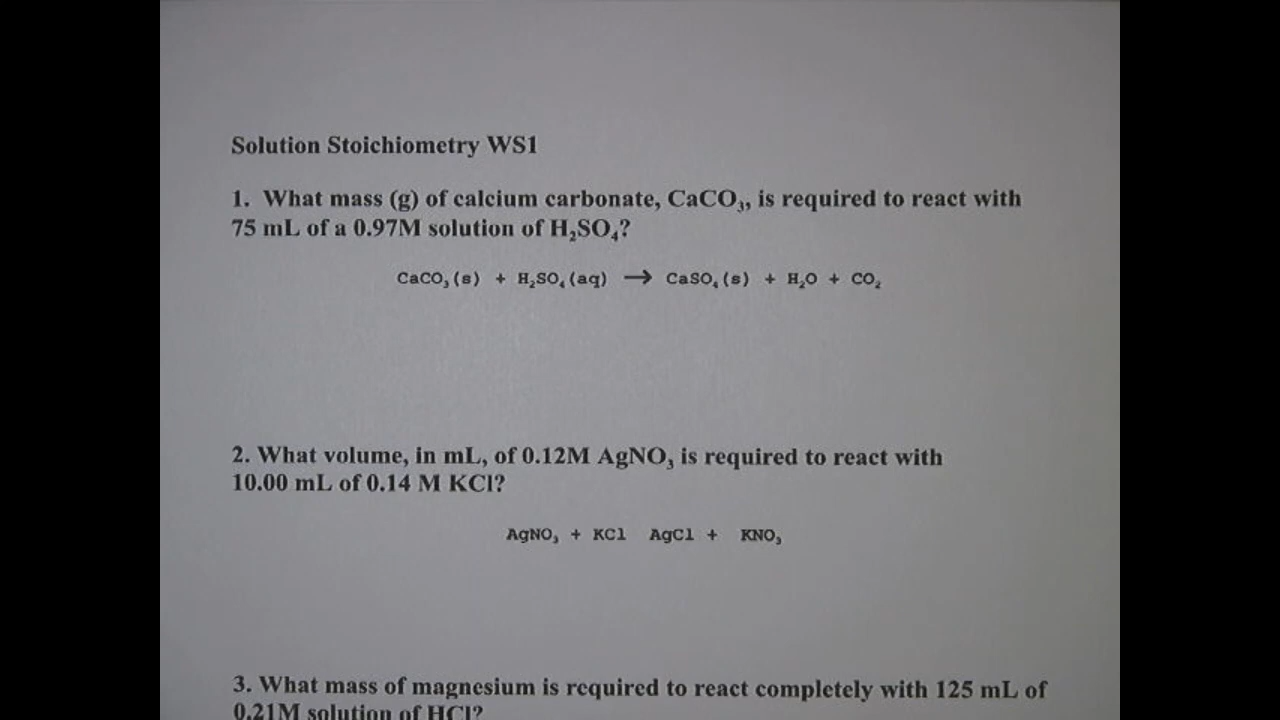 Solution Stoichiometry WS1
1. What mass (g) of calcium carbonate, CaCO₃, is required to react with
75 mL of a 0.97M solution of H₂SO₄?
CaCO₃(s) + H₂SO₄(aq) → CaSO₄(s) + H₂O + CO₂
2. What volume, in mL, of 0.12M AgNO₃ is required to react with
10.00 mL of 0.14 M KCl?
AgNO₃ + KCl AgCl + KNO₃
3. What mass of magnesium is required to react completely with 125 mL of
0.21M solution of HCl?